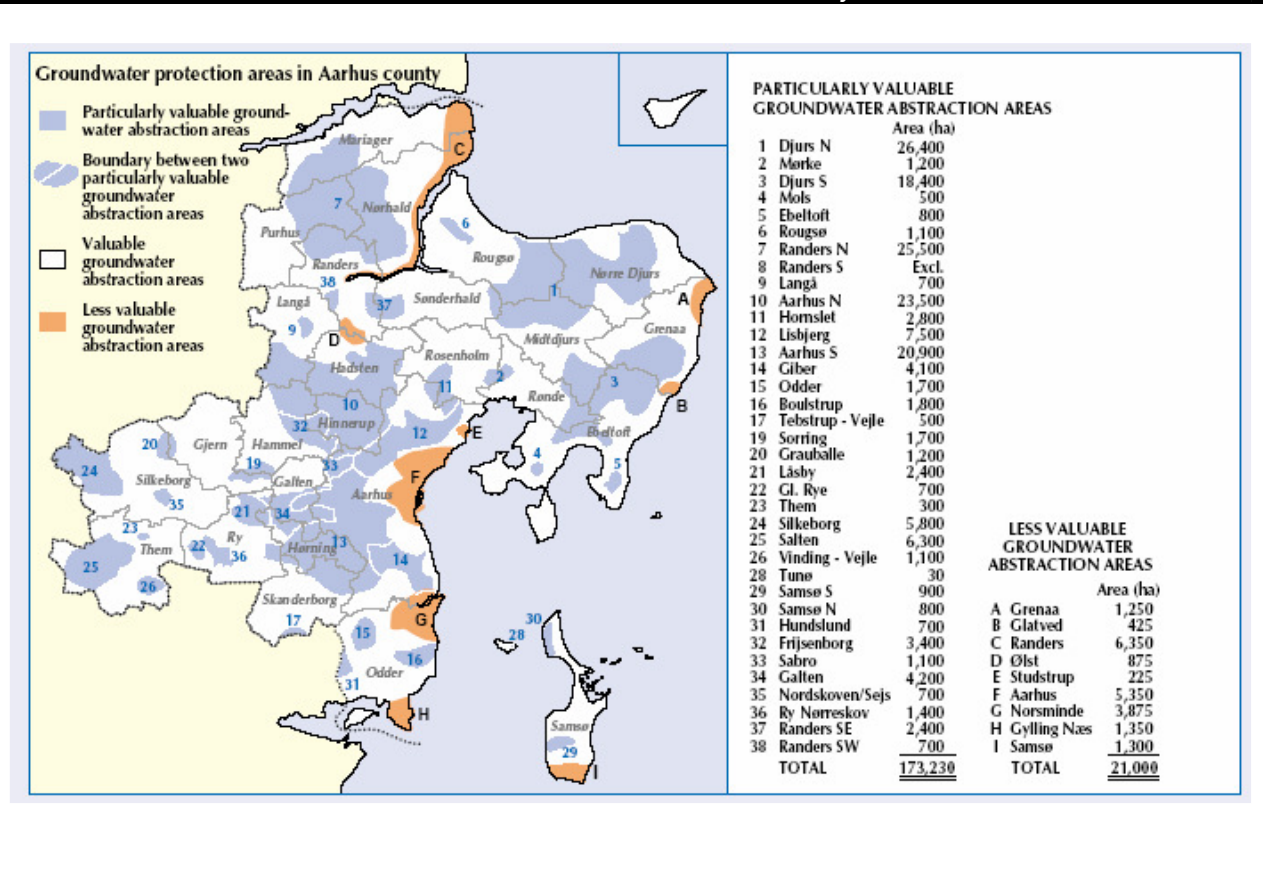 Groundwater protection areas in Aarhus county
Particularly valuable ground-
water abstraction areas
Boundary between two
particularly valuable
groundwater
abstraction areas
Valuable
groundwater
abstraction areas
Less valuable
groundwater
abstraction areas
Mariager
C
7
Nørhald
Purhus
6
Rougsø
Randers
38
Nørre Djurs
1
Langå
37
Sønderhald
A
9
D
Grenaa
Midtdjurs
Rosenholm
Hadsten
11
2
3
10
Rønde
B
32
Hinnerup
12
E
Ebeltoft
20
Gjern
Hammel
4
24
19
33
5
Silkeborg
Galten
F
35
Aarhus
21
34
23
Ry
Them
22
36
Hørning
13
14
25
26
Skanderborg
17
G
30
28
15
16
Odder
31
H
Samsø
29
I
PARTICULARLY VALUABLE
GROUNDWATER ABSTRACTION AREAS
Area (ha)
1 Djurs N 26,400
2 Mørke 1,200
3 Djurs S 18,400
4 Mols 500
5 Ebeltoft 800
6 Rougsø 1,100
7 Randers N 25,500
8 Randers S Excl.
9 Langå 700
10 Aarhus N 23,500
11 Hornslet 2,800
12 Lisbjerg 7,500
13 Aarhus S 20,900
14 Giber 4,100
15 Odder 1,700
16 Boulstrup 1,800
17 Tebstrup - Vejle 500
19 Sorring 1,700
20 Grauballe 1,200
21 Låsby 2,400
22 Gl. Rye 700
23 Them 300
24 Silkeborg 5,800
25 Salten 6,300
26 Vinding - Vejle 1,100
28 Tunø 30
29 Samsø S 900
30 Samsø N 800
31 Hundslund 700
32 Frijsenborg 3,400
33 Sabro 1,100
34 Galten 4,200
35 Nordskoven/Sejs 700
36 Ry Nørreskov 1,400
37 Randers SE 2,400
38 Randers SW 700
TOTAL 173,230
LESS VALUABLE
GROUNDWATER
ABSTRACTION AREAS
Area (ha)
A Grenaa 1,250
B Glatved 425
C Randers 6,350
D Ølst 875
E Studstrup 225
F Aarhus 5,350
G Norsminde 3,875
H Gylling Næs 1,350
I Samsø 1,300
TOTAL 21,000